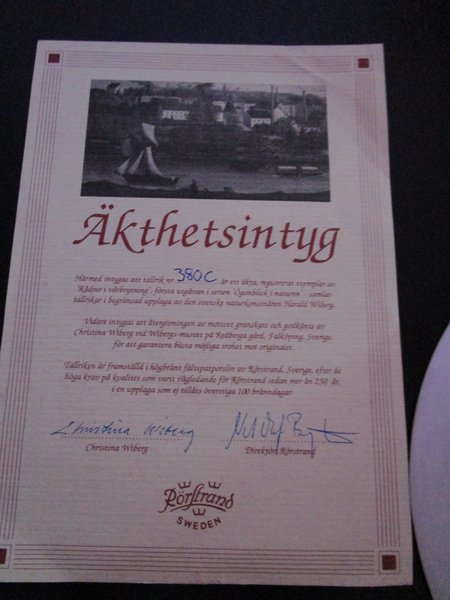 Äkthetsintyg
Härmed intygas att tallrik nr 380C är ett äkta, registrerat exemplar av
"Rådjur i vårbrytning", första utgåvan i serien "Ögonblick i naturen" – samlar-
tallrikar i begränsad upplaga av den svenske naturkonstnären Harald Wiberg.
Vidare intygas att återgivningen av motivet granskats och godkänts av
Christina Wiberg vid Wibergs-museet på Redberga gård, Falköping, Sverige,
för att garantera bästa möjliga trohet mot originalet.
Tallriken är framställd i högbränt fältspatporslin av Rörstrand, Sverige, efter de
höga krav på kvalitet som varit vägledande för Rörstrand sedan mer än 250 år,
i en upplaga som ej tillåts överstiga 100 bränndagar.
Christina Wiberg
Christina Wiberg Direktör, Rörstrand
Rörstrand
SWEDEN